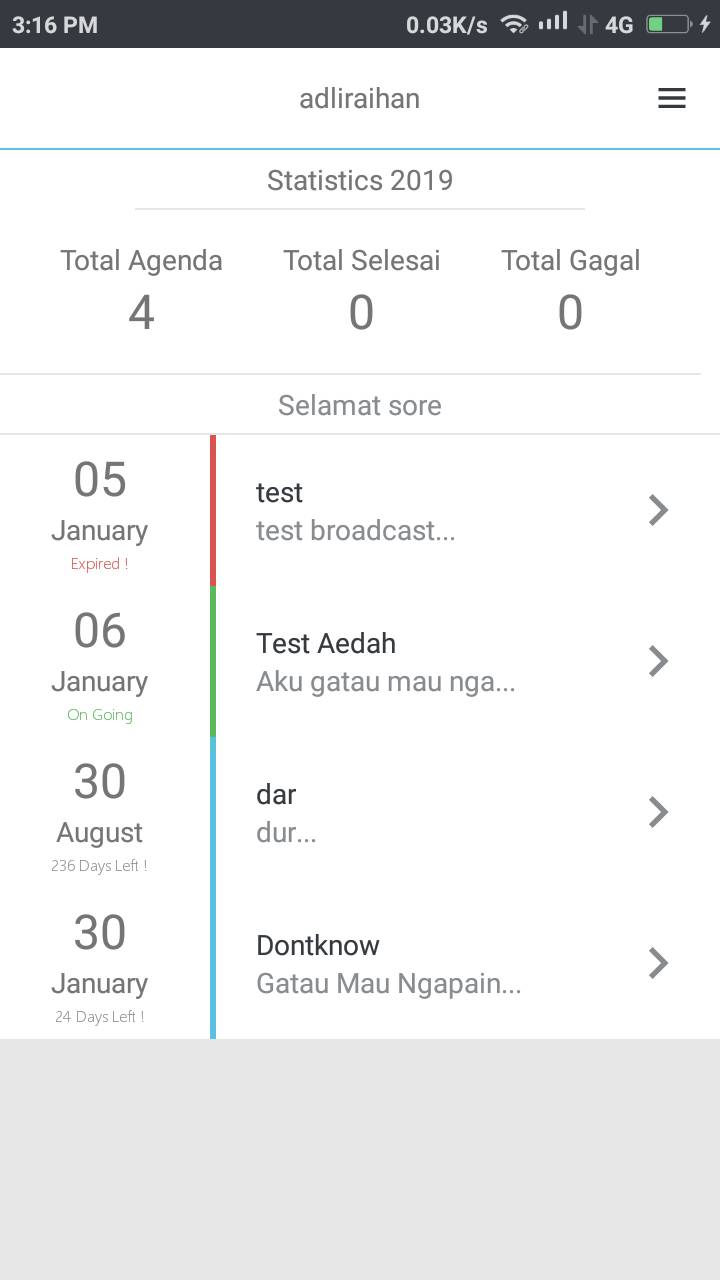 3:16 PM 0.03K/s 4G
adliraihan
Statistics 2019
Total Agenda Total Selesai Total Gagal
4 0 0
Selamat sore
05
January
Expired !
test
test broadcast...
06
January
On Going
Test Aedah
Aku gatau mau nga...
30
August
236 Days Left !
dar
dur...
30
January
24 Days Left !
Dontknow
Gatau Mau Ngapain...